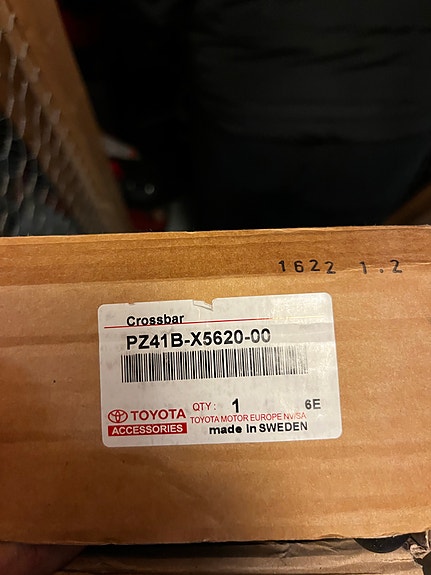 1622 1.2
Crossbar
PZ41B-X5620-00
QTY: 1 6E
TOYOTA
ACCESSORIES
TOYOTA MOTOR EUROPE NV/SA
made in SWEDEN